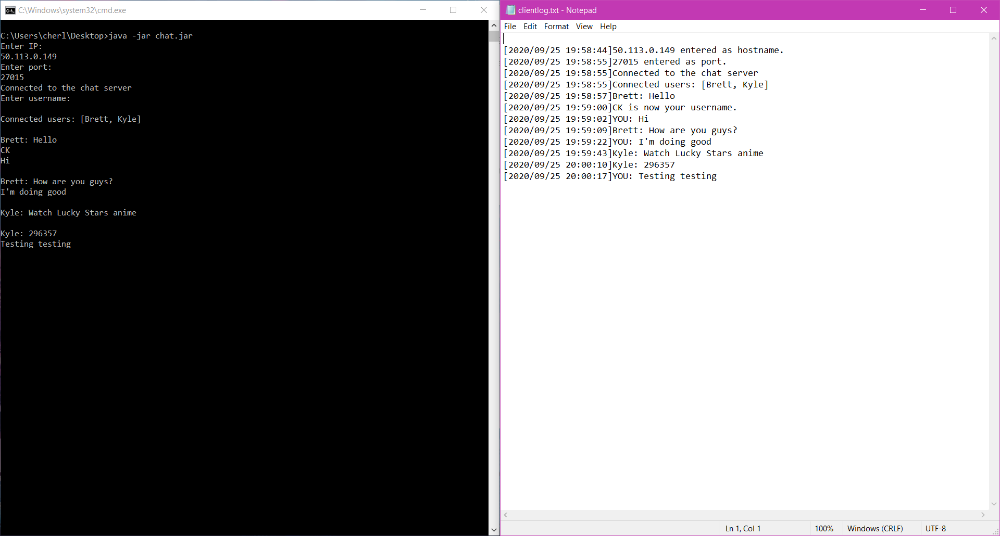 C:\Windows\system32\cmd.exe
C:\Users\cherl\Desktop>java -jar chat.jar
Enter IP:
50.113.0.149
Enter port:
27015
Connected to the chat server
Enter username:
Connected users: [Brett, Kyle]
Brett: Hello
CK
Hi
Brett: How are you guys?
I'm doing good
Kyle: Watch Lucky Stars anime
Kyle: 296357
Testing testing
clientlog.txt - Notepad
File Edit Format View Help
[2020/09/25 19:58:44]50.113.0.149 entered as hostname.
[2020/09/25 19:58:55]27015 entered as port.
[2020/09/25 19:58:55]Connected to the chat server
[2020/09/25 19:58:55]Connected users: [Brett, Kyle]
[2020/09/25 19:58:57]Brett: Hello
[2020/09/25 19:59:00]CK is now your username.
[2020/09/25 19:59:02]YOU: Hi
[2020/09/25 19:59:09]Brett: How are you guys?
[2020/09/25 19:59:22]YOU: I'm doing good
[2020/09/25 19:59:43]Kyle: Watch Lucky Stars anime
[2020/09/25 20:00:10]Kyle: 296357
[2020/09/25 20:00:17]YOU: Testing testing
Ln 1, Col 1 100% Windows (CRLF) UTF-8